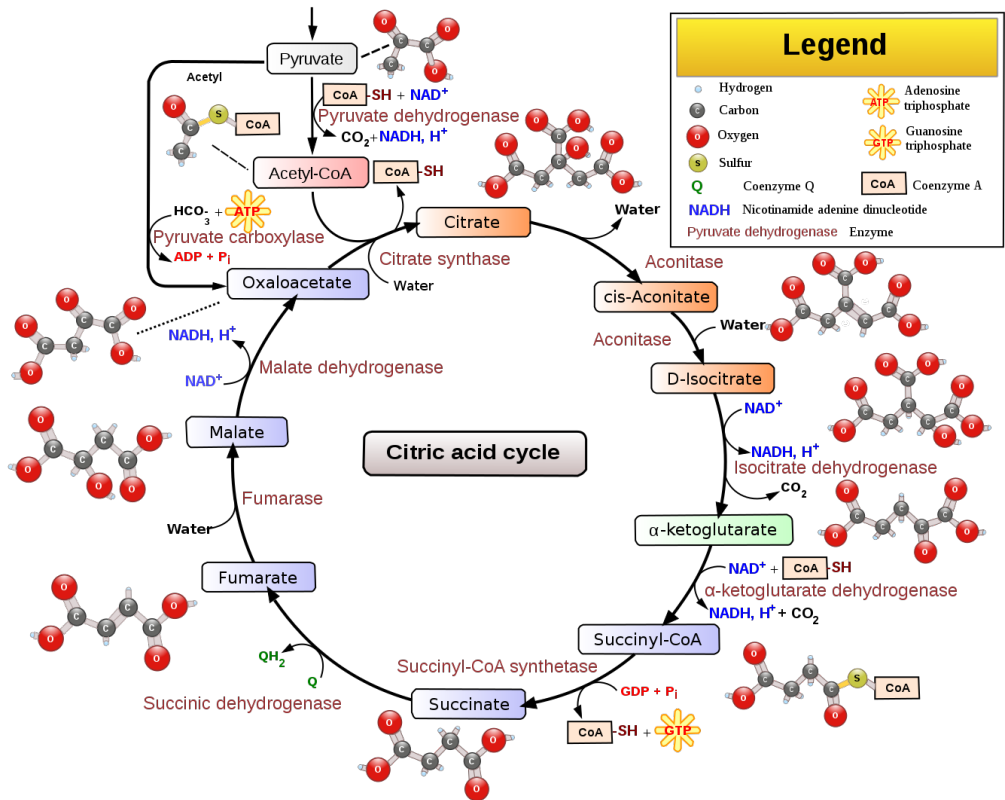 Pyruvate
Acetyl
S
CoA
CoA -SH + NAD+
Pyruvate dehydrogenase
CO2+NADH, H+
Acetyl-CoA
CoA -SH
HCO3- + ATP
Pyruvate carboxylase
ADP + Pi
Citrate
Citrate synthase
Water
Oxaloacetate
Water
Aconitase
cis-Aconitate
Aconitase
Water
D-Isocitrate
NAD+
NADH, H+
Isocitrate dehydrogenase
CO2
α-ketoglutarate
NAD+ + CoA -SH
α-ketoglutarate dehydrogenase
NADH, H+ + CO2
Succinyl-CoA
S
CoA
Succinyl-CoA synthetase
GDP + Pi
CoA -SH + GTP
Succinate
QH2
Q
Succinic dehydrogenase
Fumarate
Water
Fumarase
Malate
NAD+
NADH, H+
Malate dehydrogenase
Citric acid cycle
Legend
Hydrogen
C Carbon
O Oxygen
S Sulfur
Q Coenzyme Q
NADH Nicotinamide adenine dinucleotide
Pyruvate dehydrogenase Enzyme
ATP Adenosine
triphosphate
GTP Guanosine
triphosphate
CoA Coenzyme A